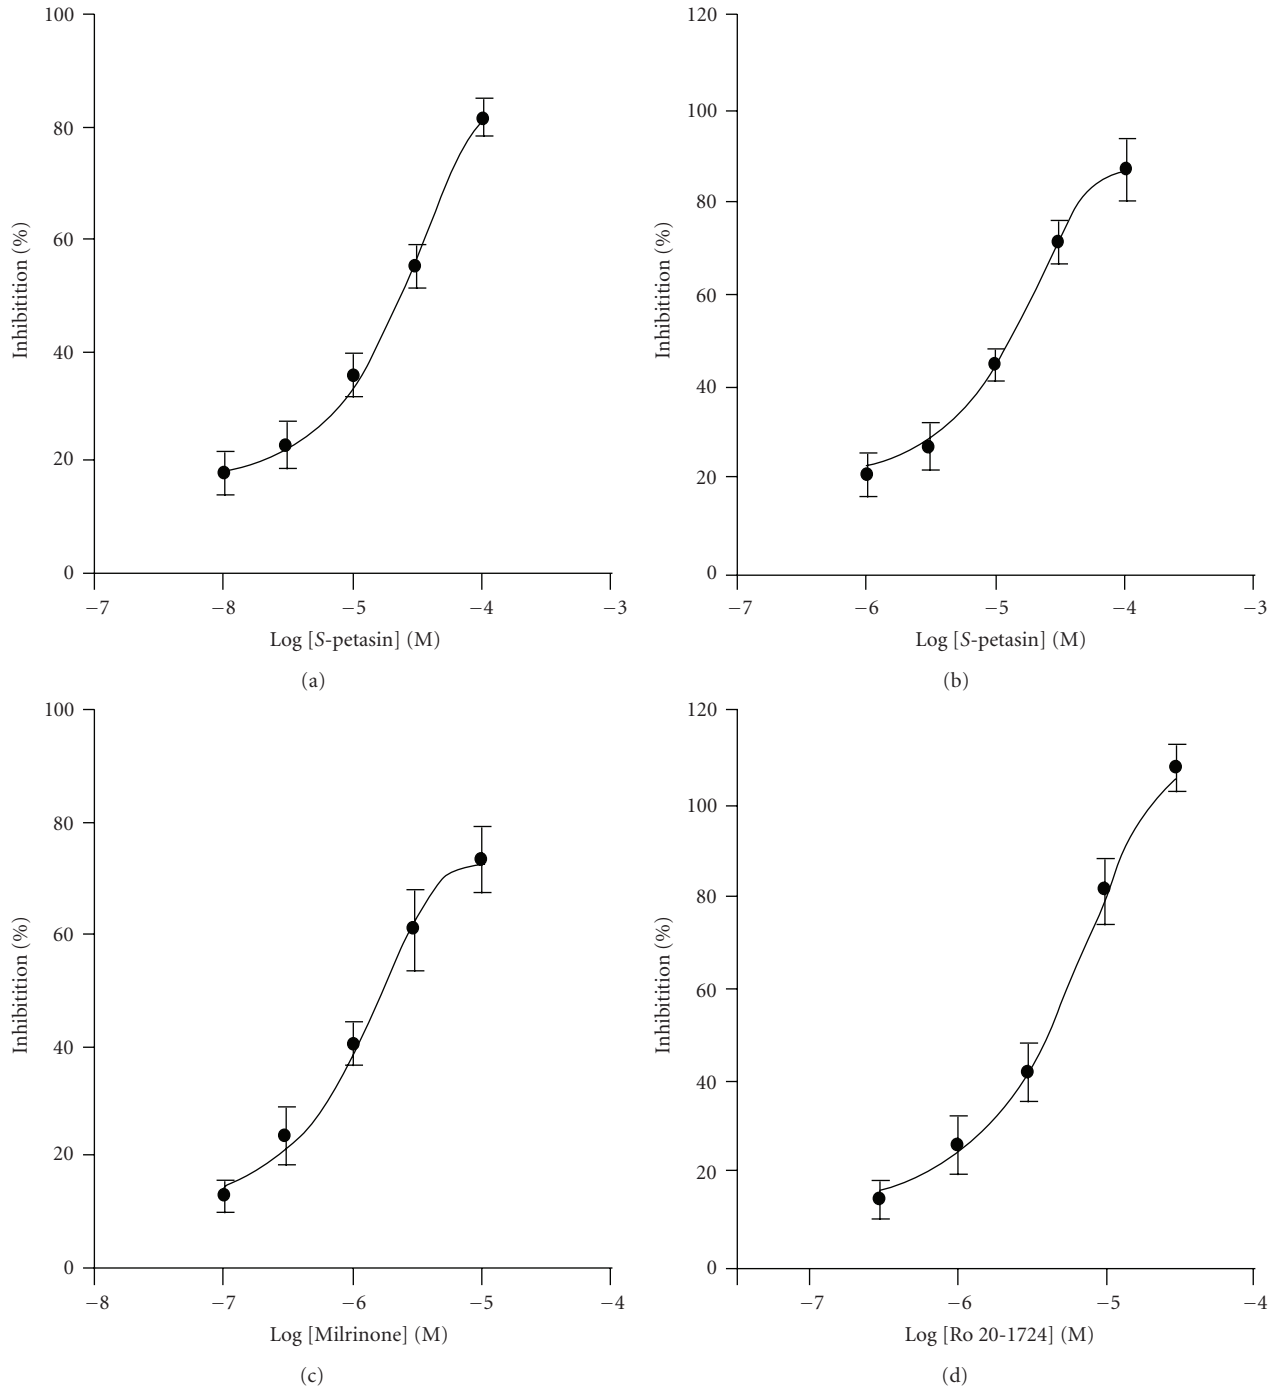 100
80
60
40
20
0
Inhibitition (%)
−7 −8 −5 −4 −3
Log [S-petasin] (M)
(a)
120
100
80
60
40
20
0
Inhibitition (%)
−7 −6 −5 −4 −3
Log [S-petasin] (M)
(b)
100
80
60
40
20
0
Inhibitition (%)
−8 −7 −6 −5 −4
Log [Milrinone] (M)
(c)
120
100
80
60
40
20
0
Inhibitition (%)
−7 −6 −5 −4
Log [Ro 20-1724] (M)
(d)